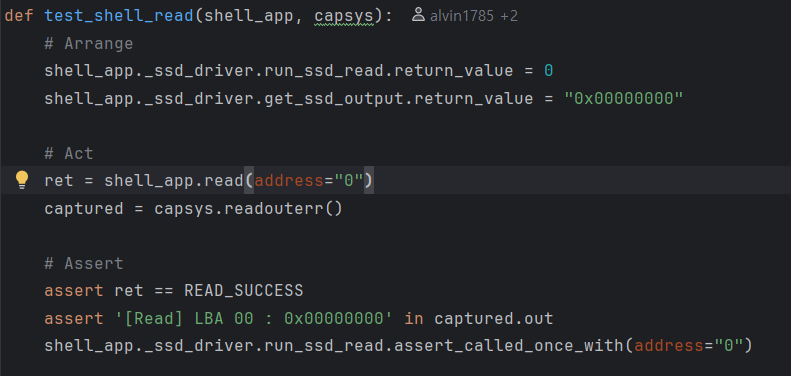 def test_shell_read(shell_app, capsys): alvin1785 +2
    # Arrange
    shell_app._ssd_driver.run_ssd_read.return_value = 0
    shell_app._ssd_driver.get_ssd_output.return_value = "0x00000000"

    # Act
    ret = shell_app.read(address="0")
    captured = capsys.readouterr()

    # Assert
    assert ret == READ_SUCCESS
    assert '[Read] LBA 00 : 0x00000000' in captured.out
    shell_app._ssd_driver.run_ssd_read.assert_called_once_with(address="0")